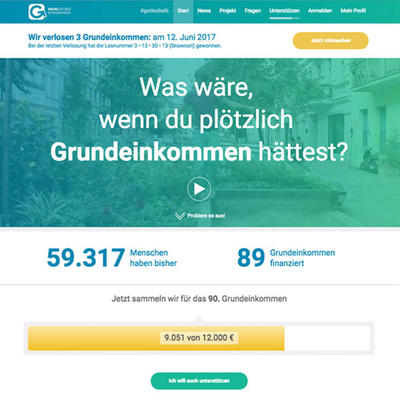 MEIN GRUND
EINKOMMEN
Start News Projekt Fragen Unterstützen Anmelden Mein Profil
Wir verlosen 3 Grundeinkommen: am 12. Juni 2017
Bei der letzten Verlosung hat die Losnummer 3 • 13 • 30 • 13 (Snowcorl) gewonnen.
Jetzt mitmachen
Was wäre,
wenn du plötzlich
Grundeinkommen hättest?
Probiere es aus!
59.317 Menschen
haben bisher
89 Grundeinkommen
finanziert
Jetzt sammeln wir für das 90. Grundeinkommen
9.051 von 12.000 €
Ich will auch unterstützen